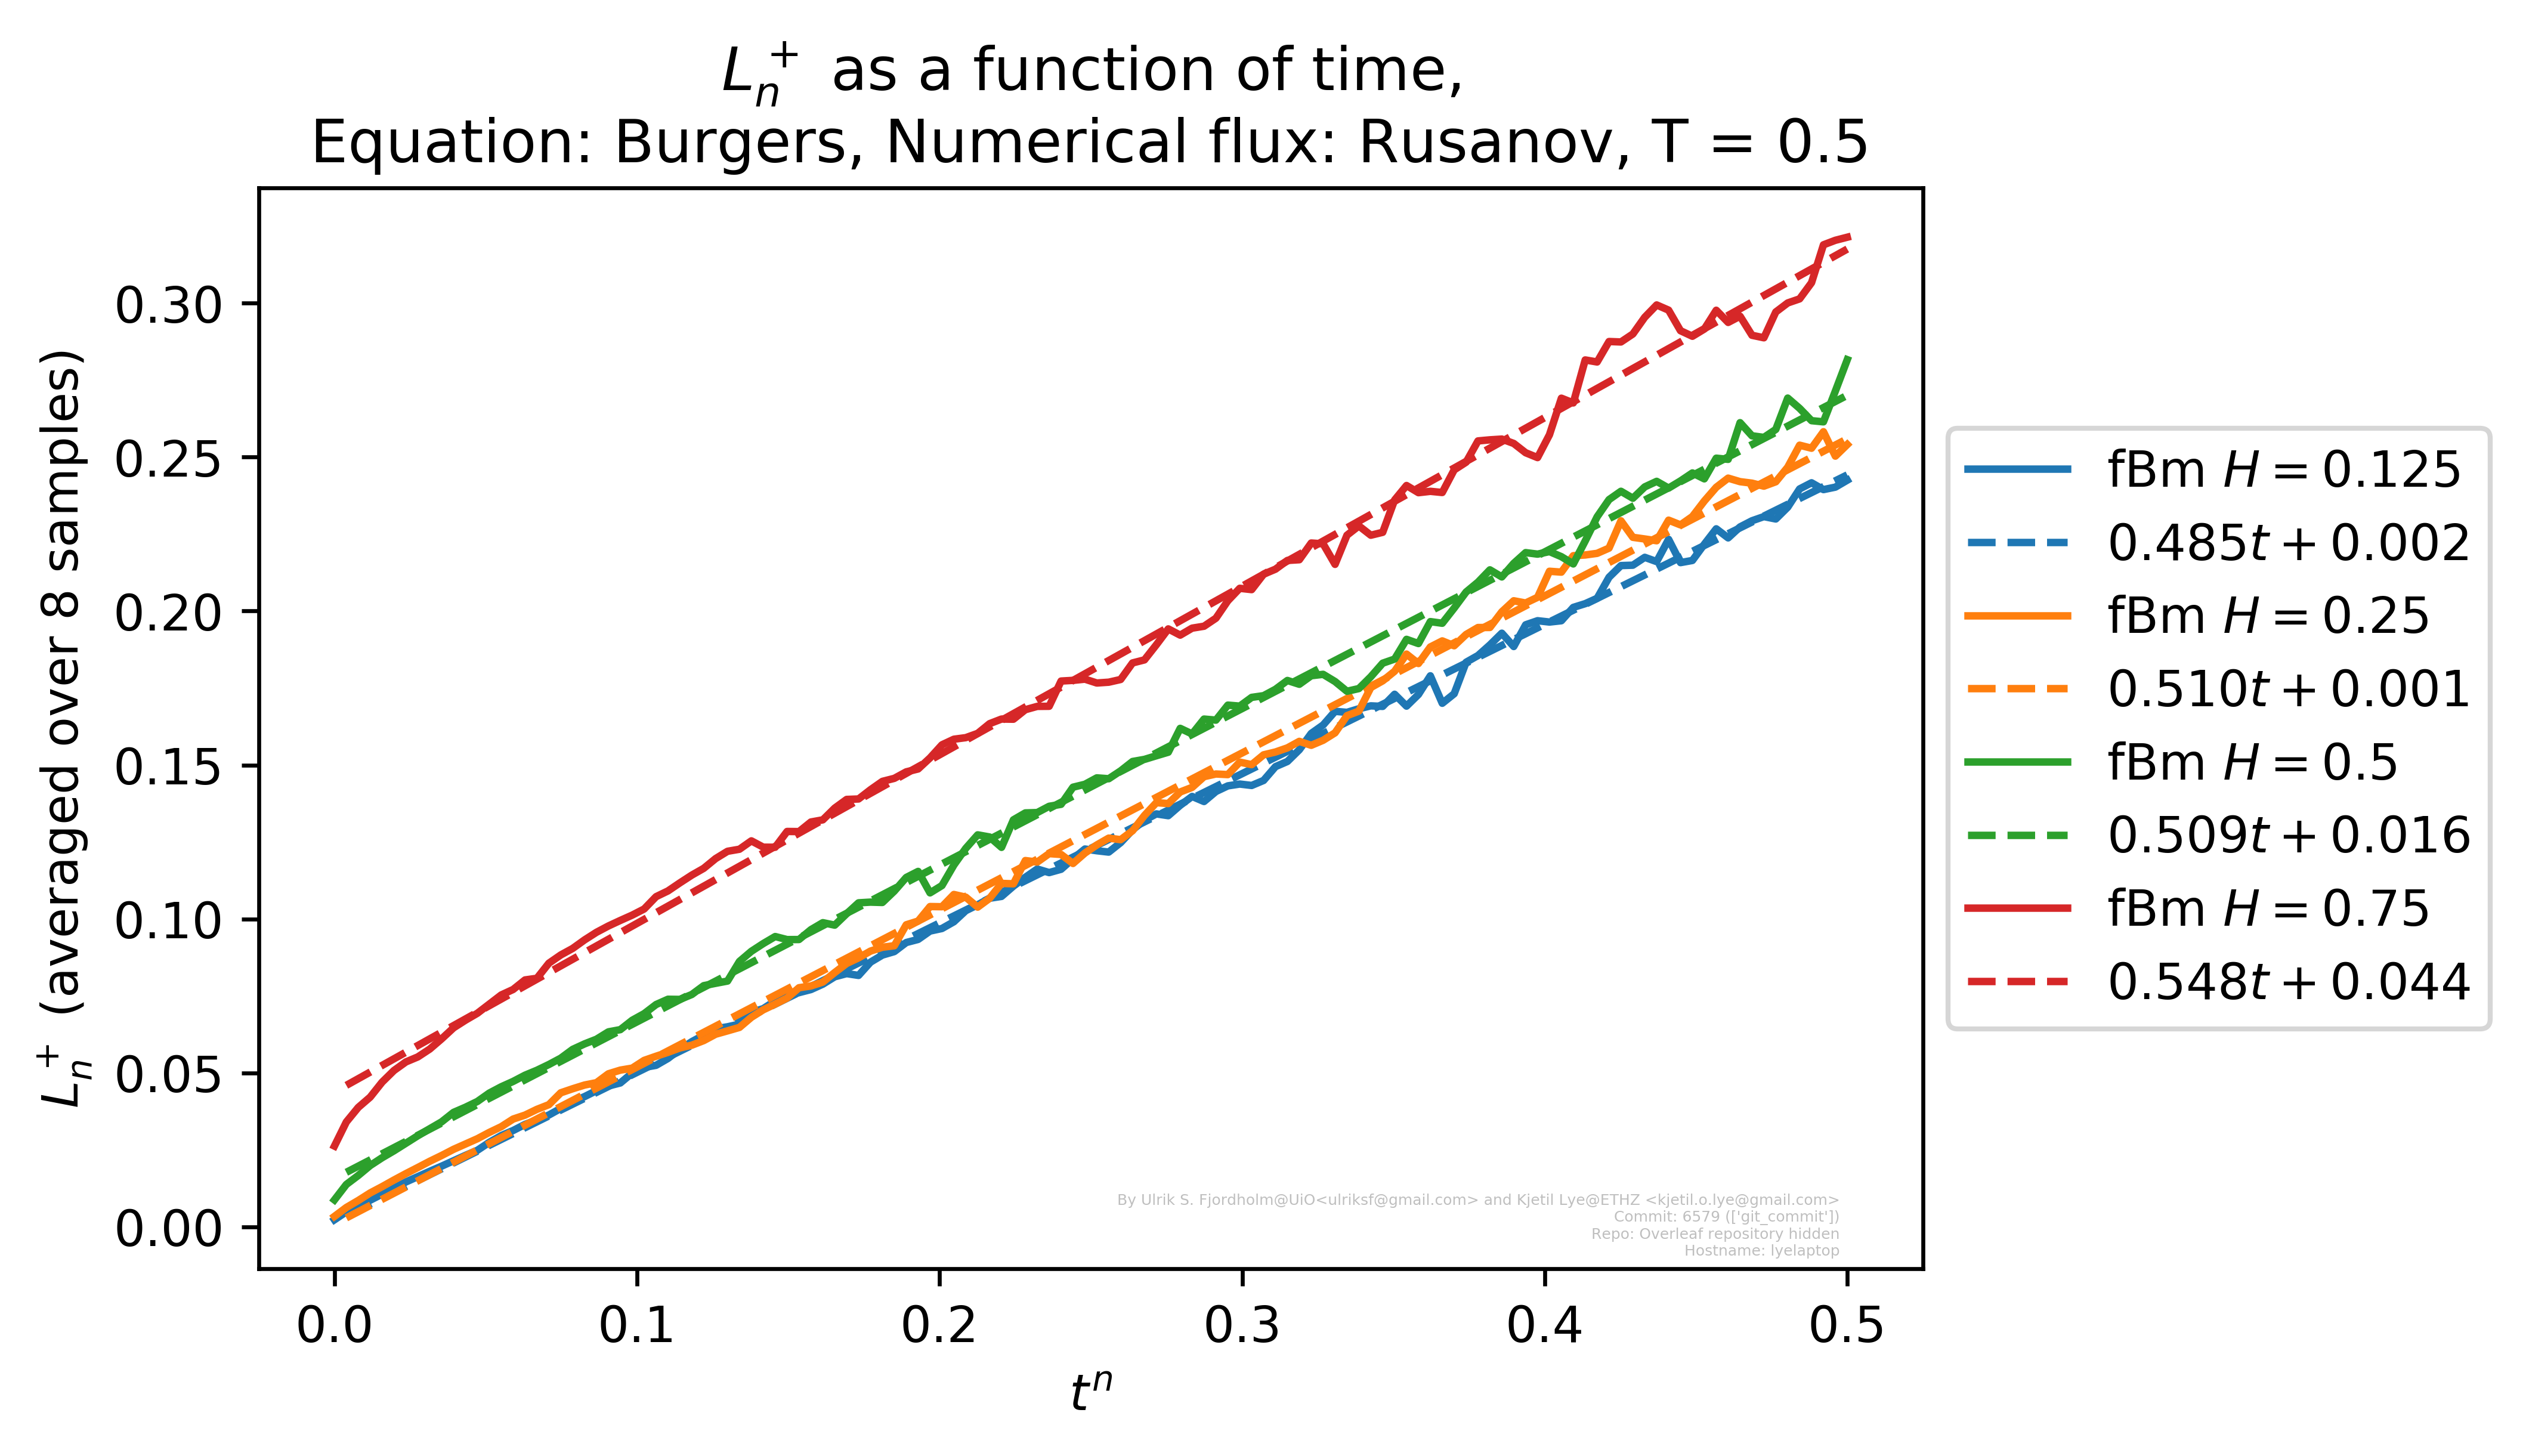 $L_n^+$ as a function of time,
Equation: Burgers, Numerical flux: Rusanov, T = 0.5
$L_n^+$ (averaged over 8 samples)
0.30
0.25
0.20
0.15
0.10
0.05
0.00
0.0 0.1 0.2 0.3 0.4 0.5
$t^n$
fBm $H = 0.125$
$0.485t + 0.002$
fBm $H = 0.25$
$0.510t + 0.001$
fBm $H = 0.5$
$0.509t + 0.016$
fBm $H = 0.75$
$0.548t + 0.044$
By Ulrik S. Fjordholm@UiO<ulriksf@gmail.com> and Kjetil Lye@ETHZ <kjetil.o.lye@gmail.com>
Commit: 6579 (['git_commit'])
Repo: Overleaf repository hidden
Hostname: lyelaptop